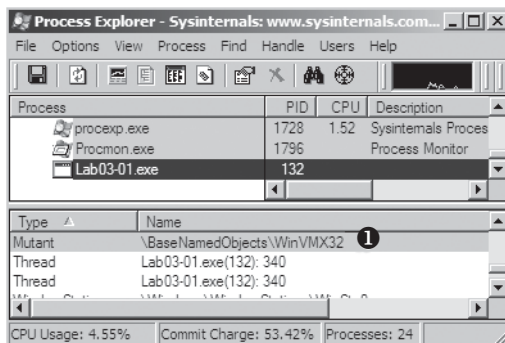 Process Explorer - Sysinternals: www.sysinternals.com...
File Options View Process Find Handle Users Help
Process PID CPU Description
procexp.exe 1728 1.52 Sysinternals Proces
Procmon.exe 1796 Process Monitor
Lab03-01.exe 132
Type Name
Mutant \BaseNamedObjects\WinVMX32 ❶
Thread Lab03-01.exe(132): 340
Thread Lab03-01.exe(132): 340
CPU Usage: 4.55% Commit Charge: 53.42% Processes: 24